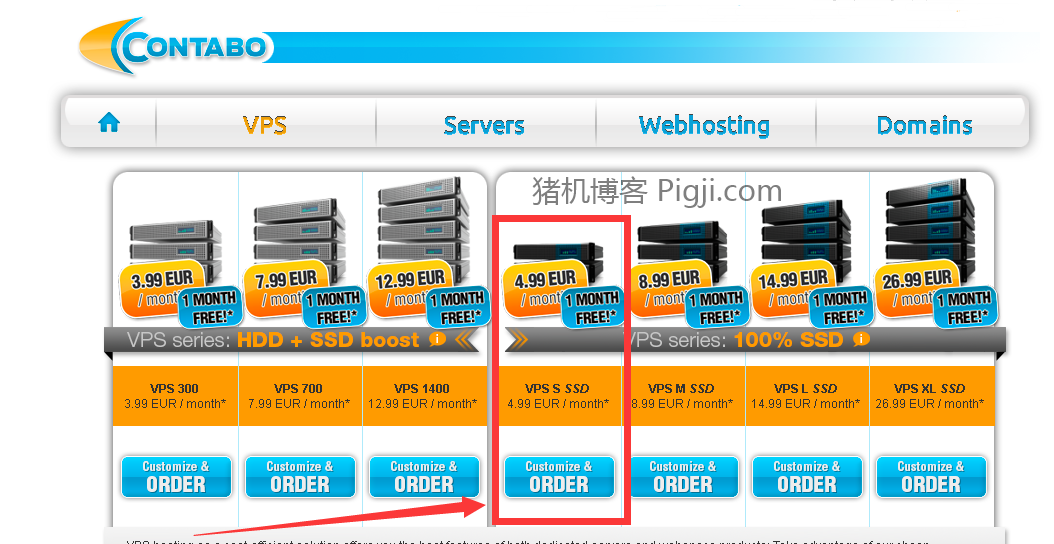 CONTABO
VPS Servers Webhosting Domains
猪机博客 Pigji.com
3.99 EUR / month 1 MONTH FREE!*
7.99 EUR / month 1 MONTH FREE!*
12.99 EUR / month 1 MONTH FREE!*
4.99 EUR / month 1 MONTH FREE!*
8.99 EUR / month 1 MONTH FREE!*
14.99 EUR / month 1 MONTH FREE!*
26.99 EUR / month 1 MONTH FREE!*
VPS series: HDD + SSD boost i
VPS series: 100% SSD i
VPS 300 VPS 700 VPS 1400 VPS S SSD VPS M SSD VPS L SSD VPS XL SSD
3.99 EUR / month* 7.99 EUR / month* 12.99 EUR / month* 4.99 EUR / month* 8.99 EUR / month* 14.99 EUR / month* 26.99 EUR / month*
Customize & Customize & Customize & Customize & Customize & Customize & Customize &
ORDER ORDER ORDER ORDER ORDER ORDER ORDER